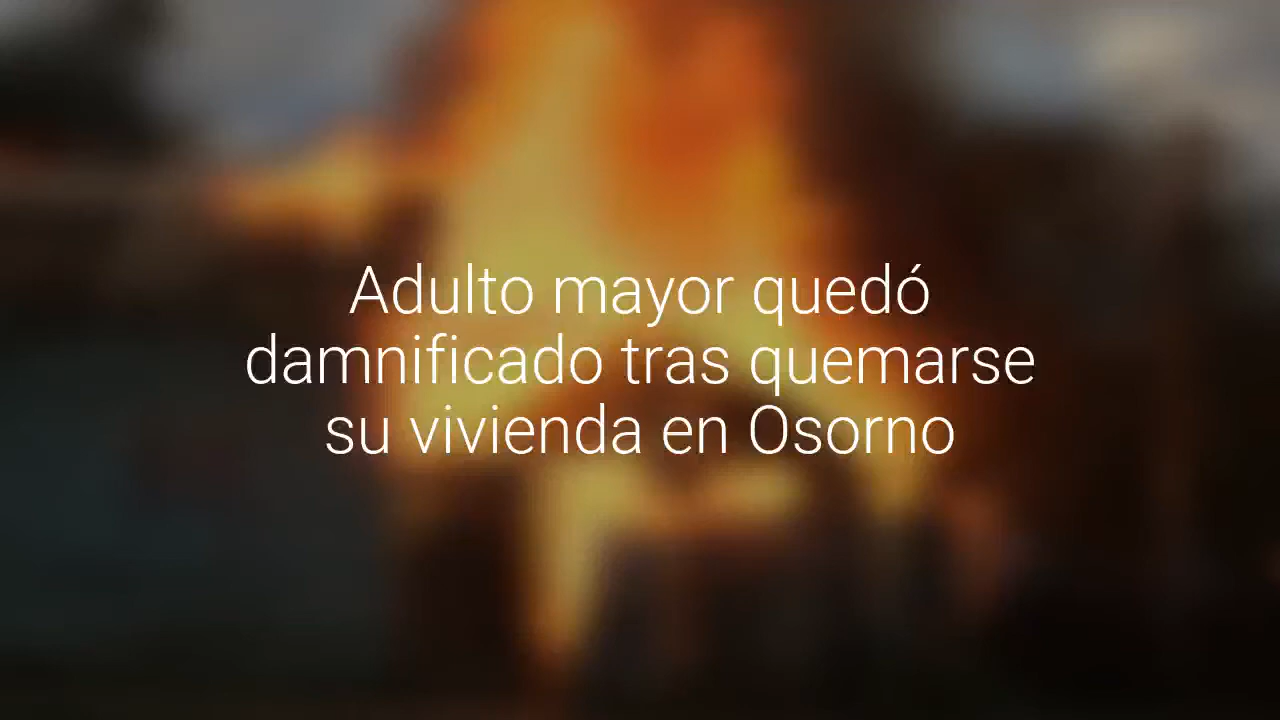 Adulto mayor quedó
damnificado tras quemarse
su vivienda en Osorno